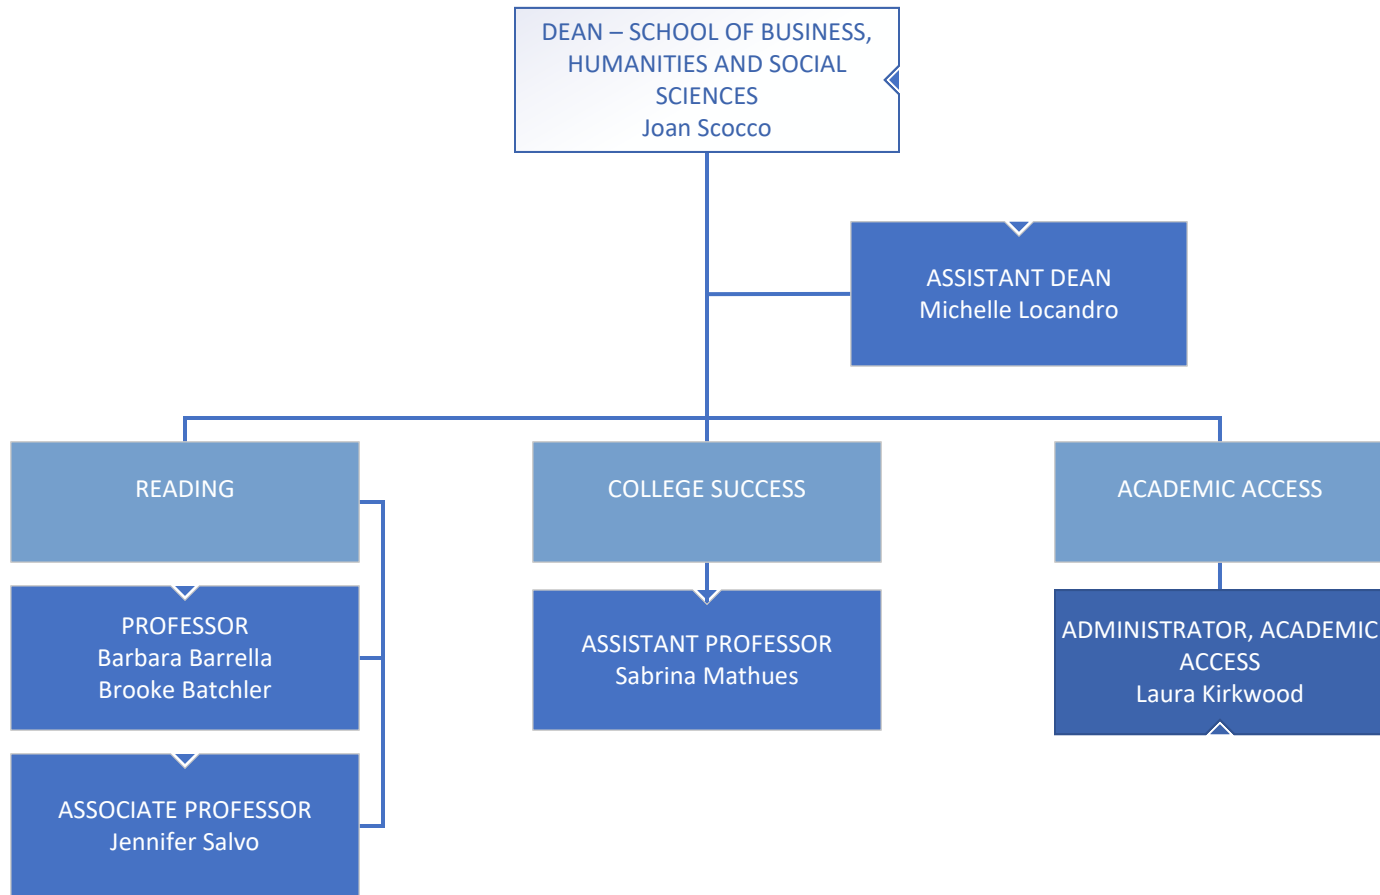 DEAN – SCHOOL OF BUSINESS,
HUMANITIES AND SOCIAL
SCIENCES
Joan Scocco
ASSISTANT DEAN
Michelle Locandro
READING
COLLEGE SUCCESS
ACADEMIC ACCESS
PROFESSOR
Barbara Barrella
Brooke Batchler
ASSISTANT PROFESSOR
Sabrina Mathues
ADMINISTRATOR, ACADEMIC
ACCESS
Laura Kirkwood
ASSOCIATE PROFESSOR
Jennifer Salvo